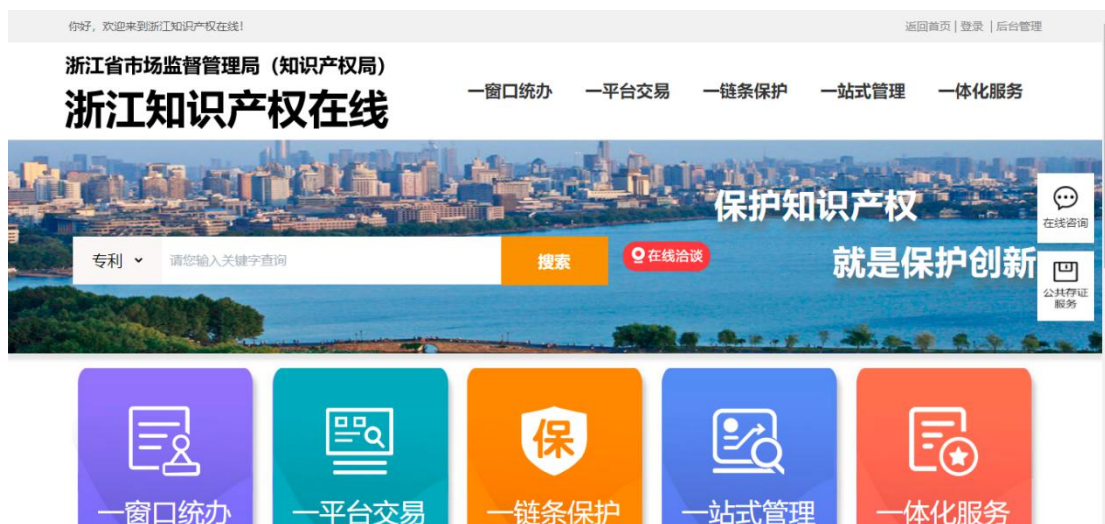 你好，欢迎来到浙江知识产权在线！
返回首页 | 登录 | 后台管理
浙江省市场监督管理局（知识产权局）
浙江知识产权在线
一窗口统办 一平台交易 一链条保护 一站式管理 一体化服务
保护知识产权
就是保护创新
专利 请您输入关键字查询 搜索 在线洽谈
在线咨询
公共存证
服务
保
一窗口统办 一平台交易 一链条保护 一站式管理 一体化服务